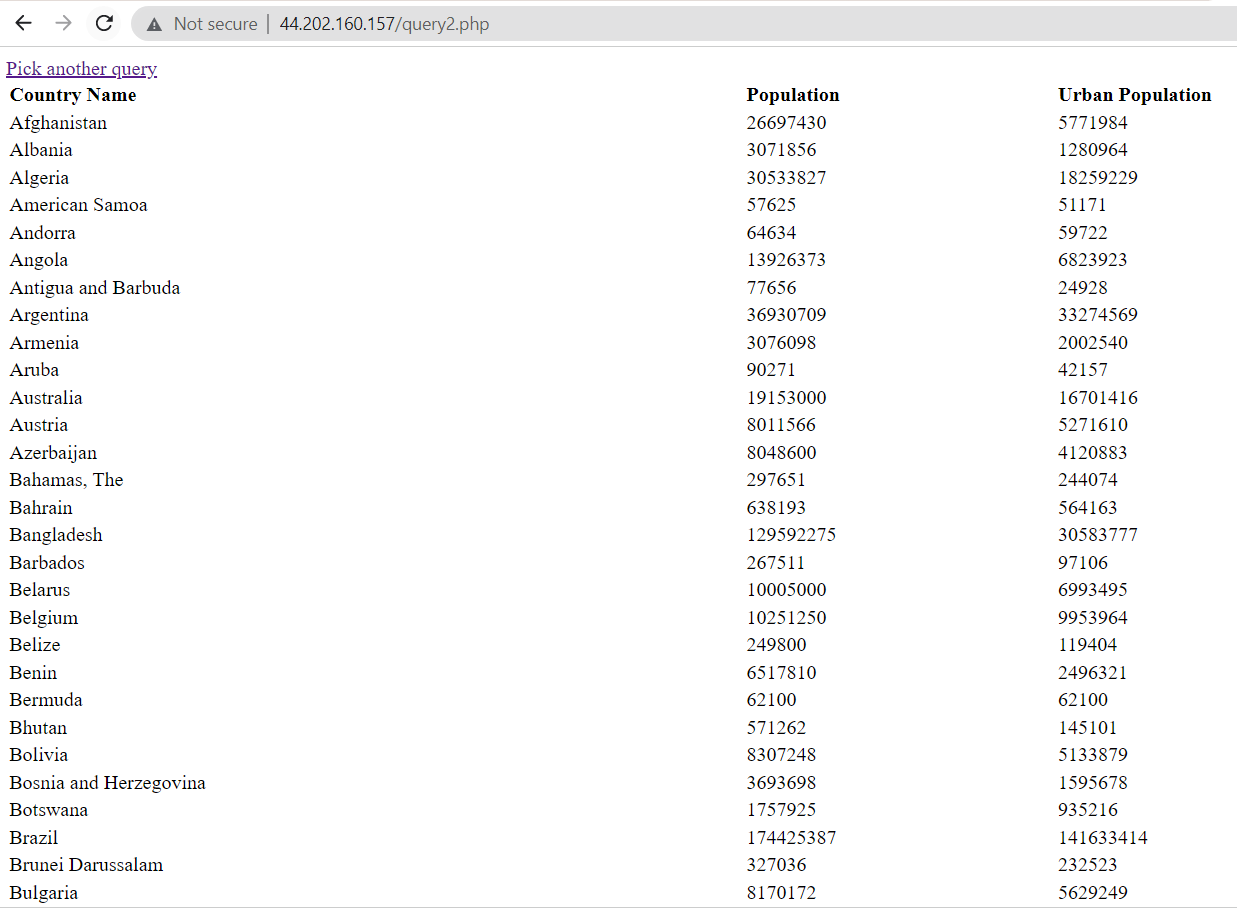 Not secure | 44.202.160.157/query2.php
Pick another query
Country Name Population Urban Population
Afghanistan 26697430 5771984
Albania 3071856 1280964
Algeria 30533827 18259229
American Samoa 57625 51171
Andorra 64634 59722
Angola 13926373 6823923
Antigua and Barbuda 77656 24928
Argentina 36930709 33274569
Armenia 3076098 2002540
Aruba 90271 42157
Australia 19153000 16701416
Austria 8011566 5271610
Azerbaijan 8048600 4120883
Bahamas, The 297651 244074
Bahrain 638193 564163
Bangladesh 129592275 30583777
Barbados 267511 97106
Belarus 10005000 6993495
Belgium 10251250 9953964
Belize 249800 119404
Benin 6517810 2496321
Bermuda 62100 62100
Bhutan 571262 145101
Bolivia 8307248 5133879
Bosnia and Herzegovina 3693698 1595678
Botswana 1757925 935216
Brazil 174425387 141633414
Brunei Darussalam 327036 232523
Bulgaria 8170172 5629249